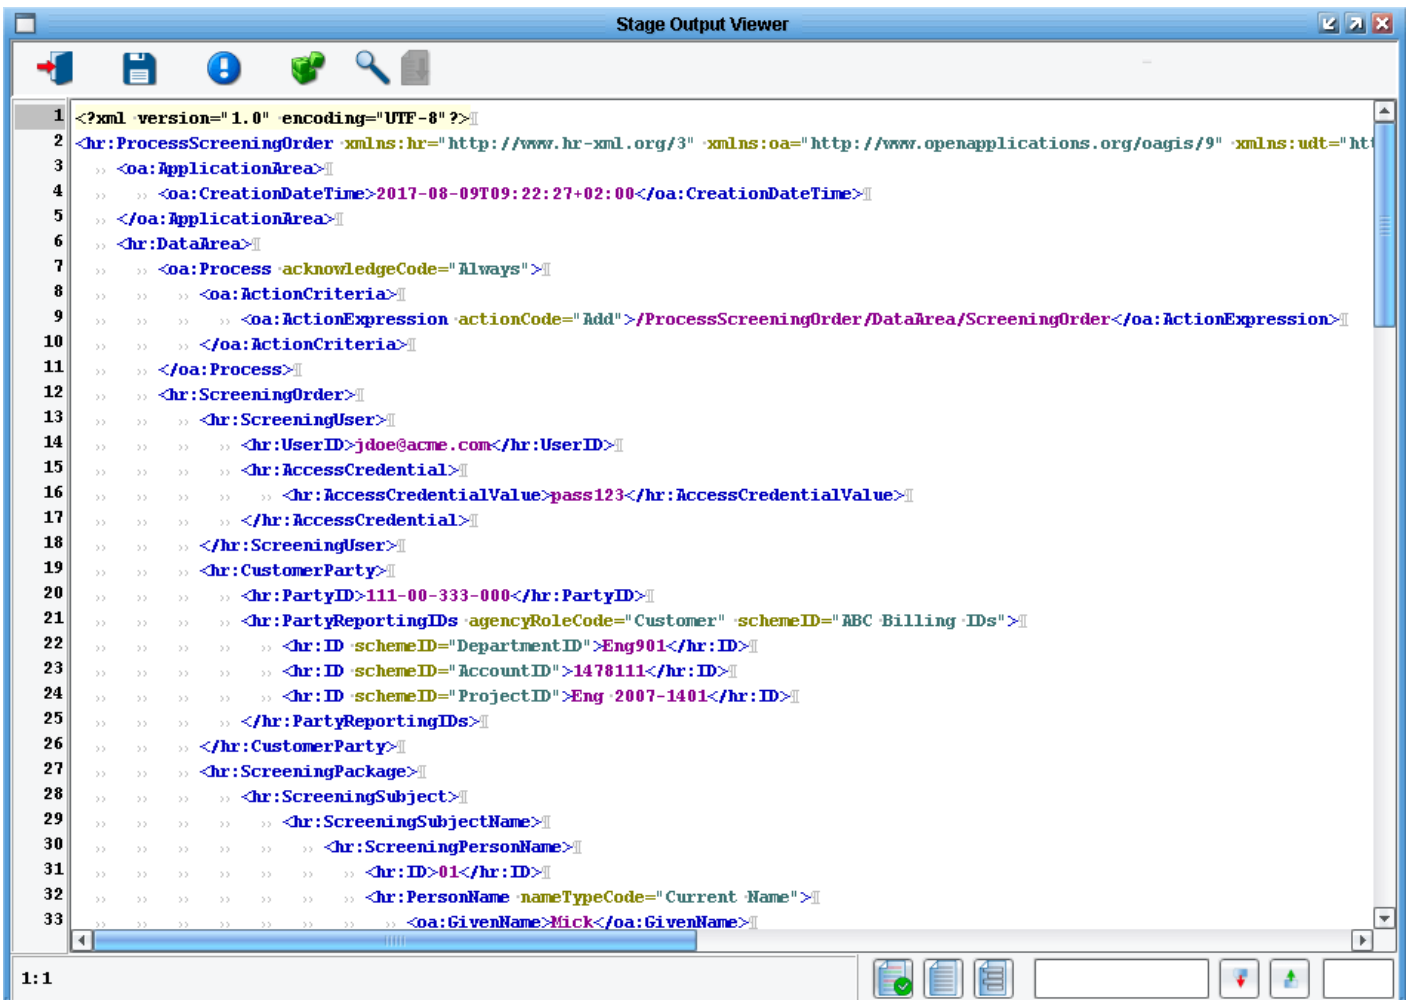 Stage Output Viewer
1 <?xml version="1.0" encoding="UTF-8"?>
2 <hr:ProcessScreeningOrder xmlns:hr="http://www.hr-xml.org/3" xmlns:oa="http://www.openapplications.org/oagis/9" xmlns:udt="htt
3 <oa:ApplicationArea>
4 <oa:CreationDateTime>2017-08-09T09:22:27+02:00</oa:CreationDateTime>
5 </oa:ApplicationArea>
6 <hr:DataArea>
7 <oa:Process acknowledgeCode="Always">
8 <oa:ActionCriteria>
9 <oa:ActionExpression actionCode="Add">/ProcessScreeningOrder/DataArea/ScreeningOrder</oa:ActionExpression>
10 </oa:ActionCriteria>
11 </oa:Process>
12 <hr:ScreeningOrder>
13 <hr:ScreeningUser>
14 <hr:UserID>jdoe@acme.com</hr:UserID>
15 <hr:AccessCredential>
16 <hr:AccessCredentialValue>pass123</hr:AccessCredentialValue>
17 </hr:AccessCredential>
18 </hr:ScreeningUser>
19 <hr:CustomerParty>
20 <hr:PartyID>111-00-333-000</hr:PartyID>
21 <hr:PartyReportingIDs agencyRoleCode="Customer" schemeID="ABC Billing IDs">
22 <hr:ID schemeID="DepartmentID">Eng901</hr:ID>
23 <hr:ID schemeID="AccountID">1478111</hr:ID>
24 <hr:ID schemeID="ProjectID">Eng 2007-1401</hr:ID>
25 </hr:PartyReportingIDs>
26 </hr:CustomerParty>
27 <hr:ScreeningPackage>
28 <hr:ScreeningSubject>
29 <hr:ScreeningSubjectName>
30 <hr:ScreeningPersonName>
31 <hr:ID>01</hr:ID>
32 <hr:PersonName nameTypeCode="Current Name">
33 <oa:GivenName>Mick</oa:GivenName>
1:1